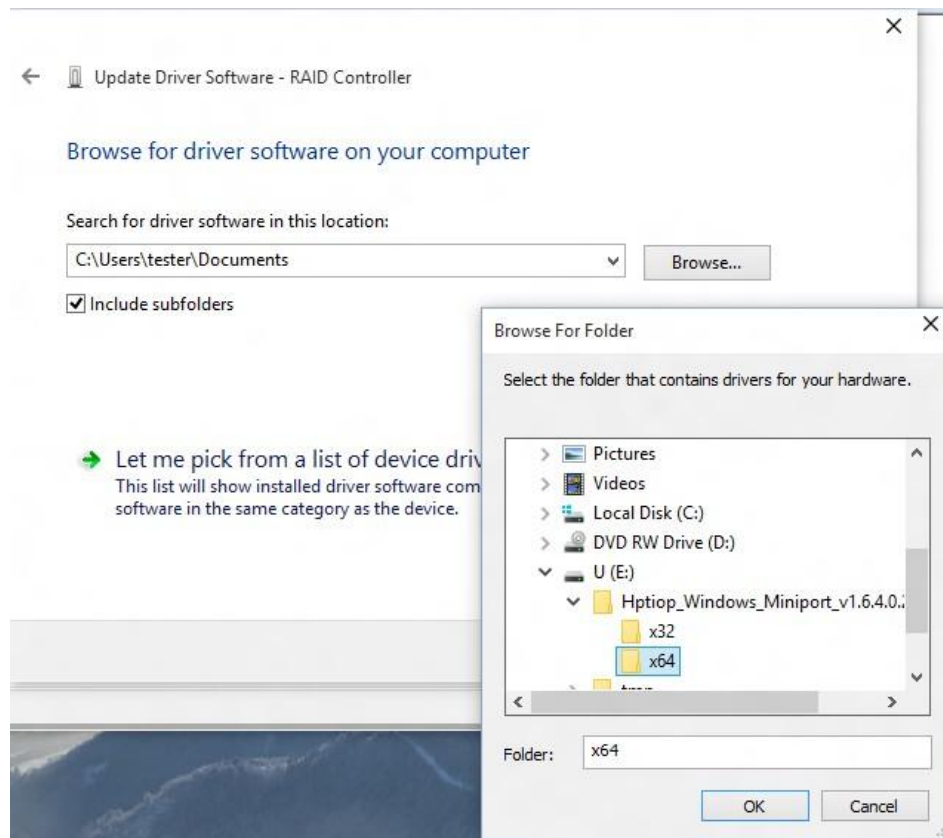 Update Driver Software - RAID Controller
Browse for driver software on your computer
Search for driver software in this location:
C:\Users\tester\Documents
Browse...
Include subfolders
Let me pick from a list of device driv
This list will show installed driver software com
software in the same category as the device.
Browse For Folder
Select the folder that contains drivers for your hardware.
Pictures
Videos
Local Disk (C:)
DVD RW Drive (D:)
U (E:)
Hptiop_Windows_Miniport_v1.6.4.0.
x32
x64
Folder:
x64
OK
Cancel